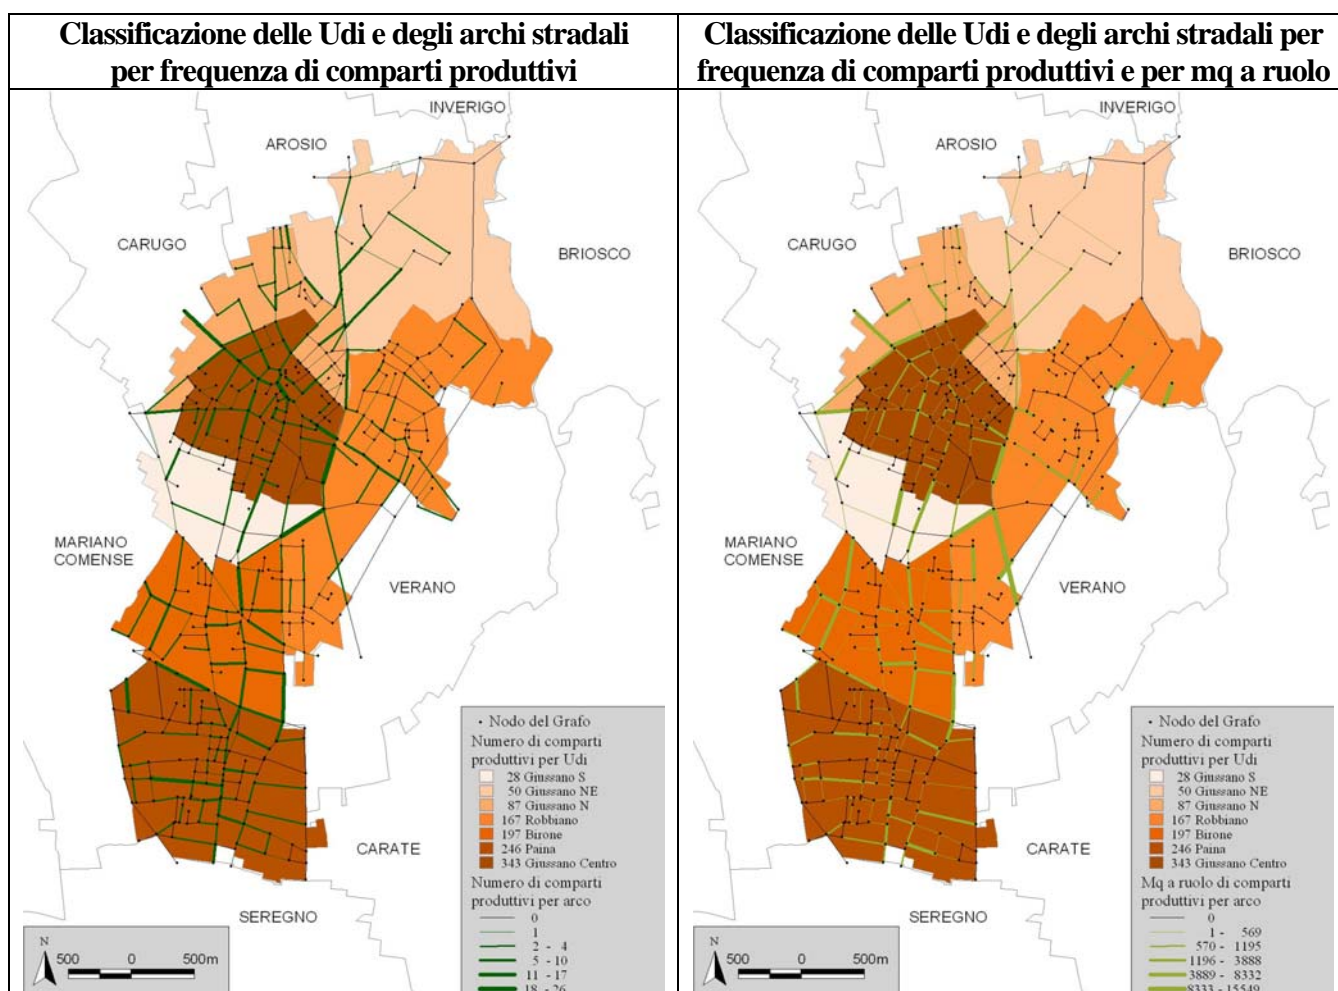 Classificazione delle Udi e degli archi stradali
per frequenza di comparti produttivi
INVERIGO
AROSIO
CARUGO
BRIOSCO
MARIANO
COMENSE
VERANO
CARATE
SEREGNO
Nodo del Grafo
Numero di comparti
produttivi per Udi
28 Giussano S
50 Giussano NE
87 Giussano N
167 Robbiano
197 Birone
246 Paina
343 Giussano Centro
Numero di comparti
produttivi per arco
0
1
2 - 4
5 - 10
11 - 17
18 - 26
N
500 0 500m
Classificazione delle Udi e degli archi stradali per
frequenza di comparti produttivi e per mq a ruolo
INVERIGO
AROSIO
CARUGO
BRIOSCO
MARIANO
COMENSE
VERANO
CARATE
SEREGNO
Nodo del Grafo
Numero di comparti
produttivi per Udi
28 Giussano S
50 Giussano NE
87 Giussano N
167 Robbiano
197 Birone
246 Paina
343 Giussano Centro
Mq a ruolo di comparti
produttivi per arco
0
1 - 569
570 - 1195
1196 - 3888
3889 - 8332
8333 - 15549
N
500 0 500m